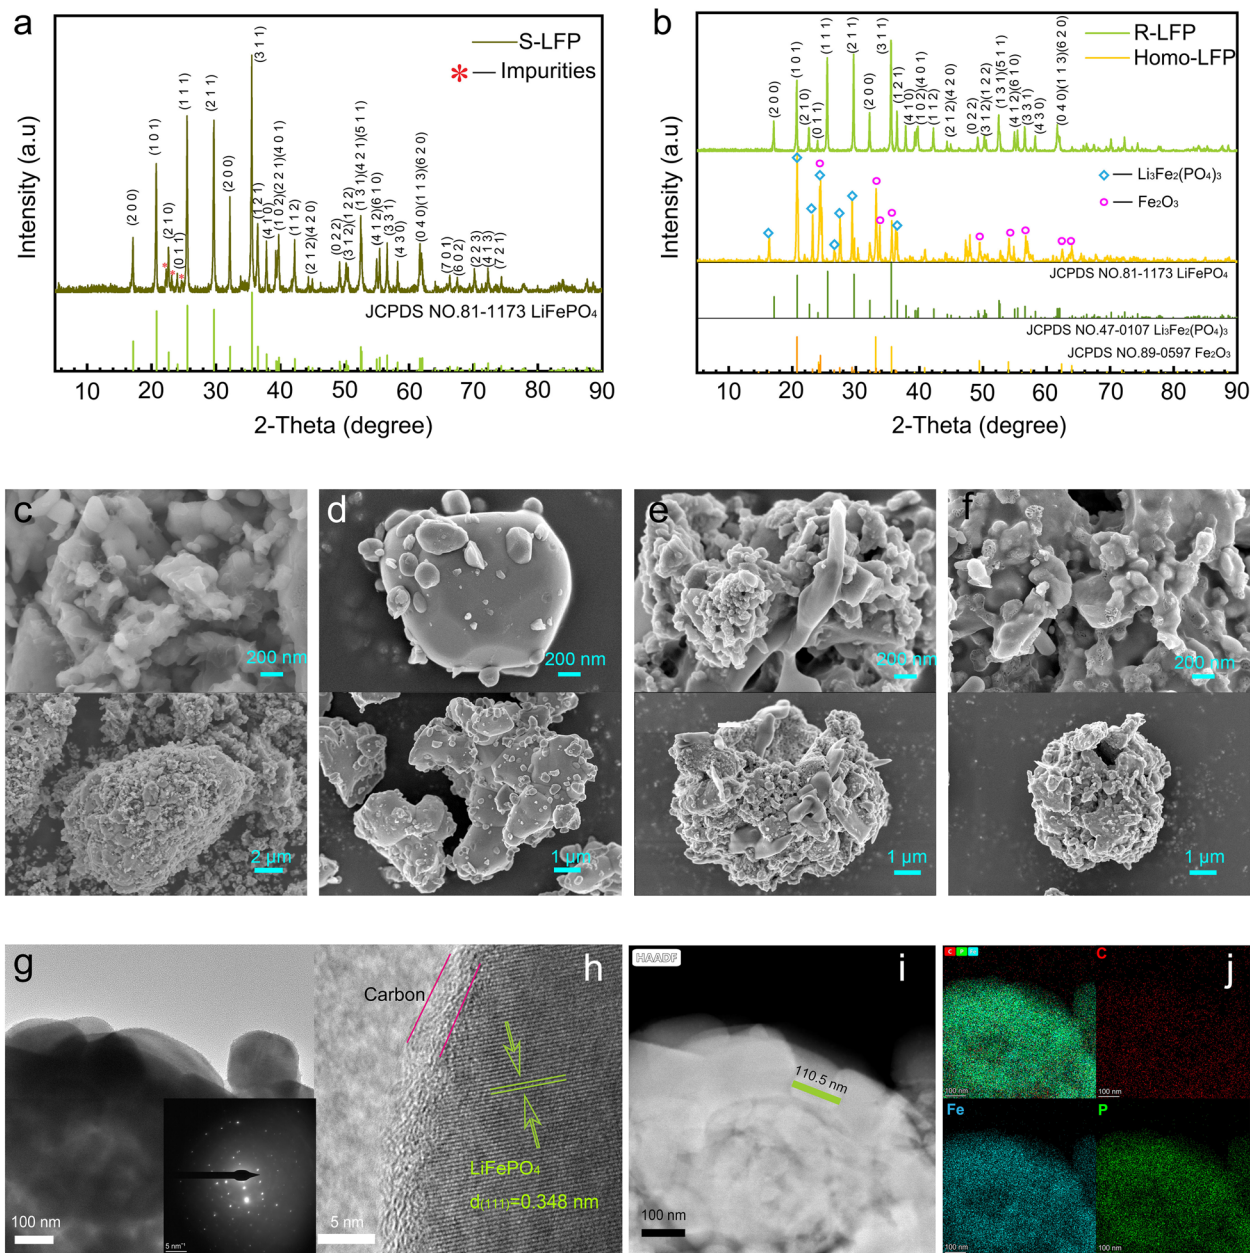 a
Intensity (a.u)
S-LFP
* — Impurities
(2 0 0)
(1 0 1)
(2 1 0)
(0 1 1)
(1 1 1)
(2 1 1)
(2 0 0)
(3 1 1)
(1 2 1)
(4 1 0)
(1 0 2)(2 2 1)(4 0 1)
(1 1 2)
(2 1 2)(4 2 0)
(0 2 2)
(3 1 2)(1 2 2)
(1 3 1)(4 2 1)(5 1 1)
(4 1 2)(6 1 0)
(3 3 1)
(4 3 0)
(0 4 0)(1 1 3)(6 2 0)
(7 0 1)
(6 0 2)
(2 2 3)
(4 1 3)
(7 2 1)
JCPDS NO.81-1173 LiFePO₄
10 20 30 40 50 60 70 80 90
2-Theta (degree)
b
Intensity (a.u)
R-LFP
Homo-LFP
(2 0 0)
(1 0 1)
(2 1 0)
(0 1 1)
(1 1 1)
(2 1 1)
(2 0 0)
(3 1 1)
(1 2 1)
(4 1 0)
(1 0 2)(4 0 1)
(1 1 2)
(2 1 2)(4 2 0)
(0 2 2)
(3 1 2)(1 2 2)
(1 3 1)(5 1 1)
(4 1 2)(6 1 0)
(3 3 1)
(4 3 0)
(0 4 0)(1 1 3)(6 2 0)
— Li₃Fe₂(PO₄)₃
— Fe₂O₃
JCPDS NO.81-1173 LiFePO₄
JCPDS NO.47-0107 Li₃Fe₂(PO₄)₃
JCPDS NO.89-0597 Fe₂O₃
10 20 30 40 50 60 70 80 90
2-Theta (degree)
c
200 nm
2 μm
d
200 nm
1 μm
e
200 nm
1 μm
f
200 nm
1 μm
g
100 nm
5 nm⁻¹
h
Carbon
LiFePO₄
d₍₁₁₁₎=0.348 nm
5 nm
HAADF
i
110.5 nm
100 nm
C P Fe
C
j
100 nm
100 nm
Fe
P
100 nm
100 nm